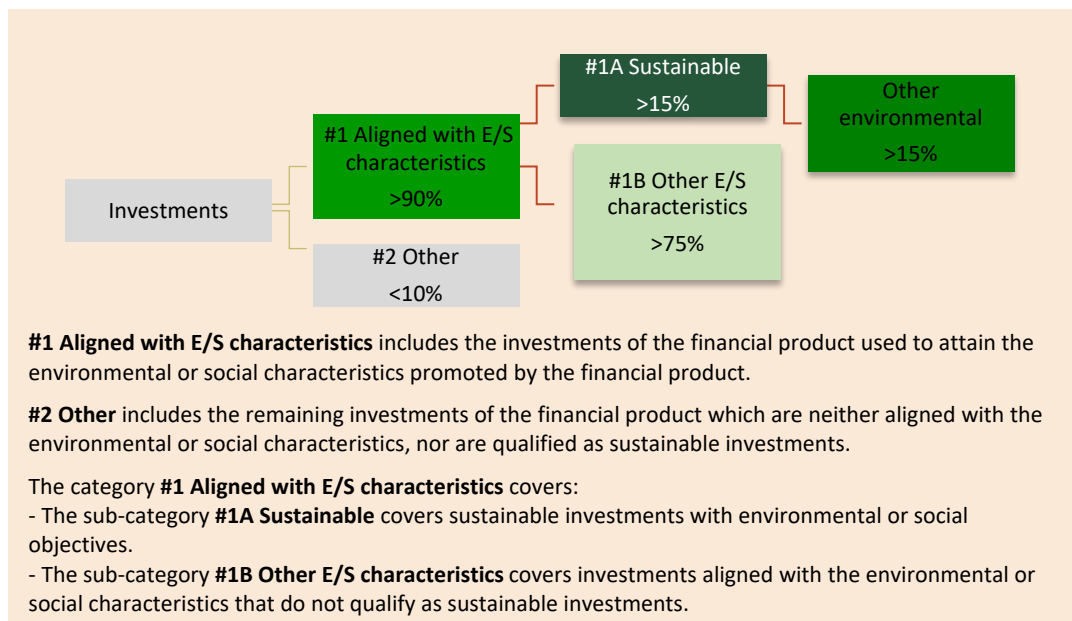 #1A Sustainable
>15%
Other
environmental
>15%
#1 Aligned with E/S
characteristics
>90%
#1B Other E/S
characteristics
>75%
Investments
#2 Other
<10%
#1 Aligned with E/S characteristics includes the investments of the financial product used to attain the
environmental or social characteristics promoted by the financial product.
#2 Other includes the remaining investments of the financial product which are neither aligned with the
environmental or social characteristics, nor are qualified as sustainable investments.
The category #1 Aligned with E/S characteristics covers:
- The sub-category #1A Sustainable covers sustainable investments with environmental or social
objectives.
- The sub-category #1B Other E/S characteristics covers investments aligned with the environmental or
social characteristics that do not qualify as sustainable investments.